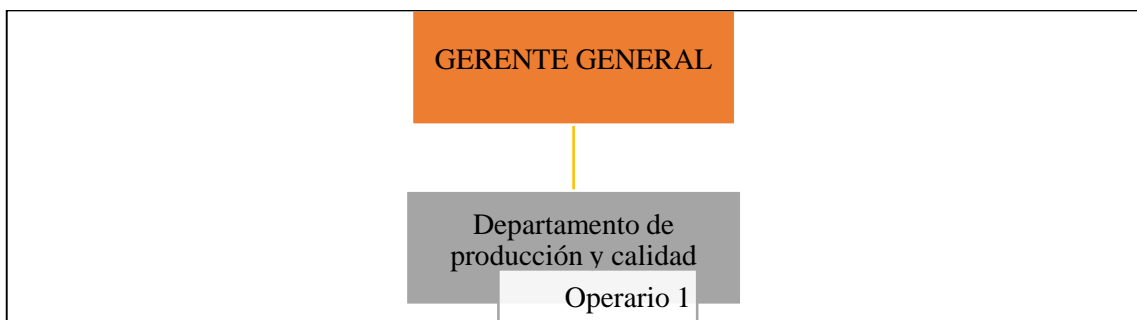 GERENTE GENERAL
Departamento de
producción y calidad
Operario 1